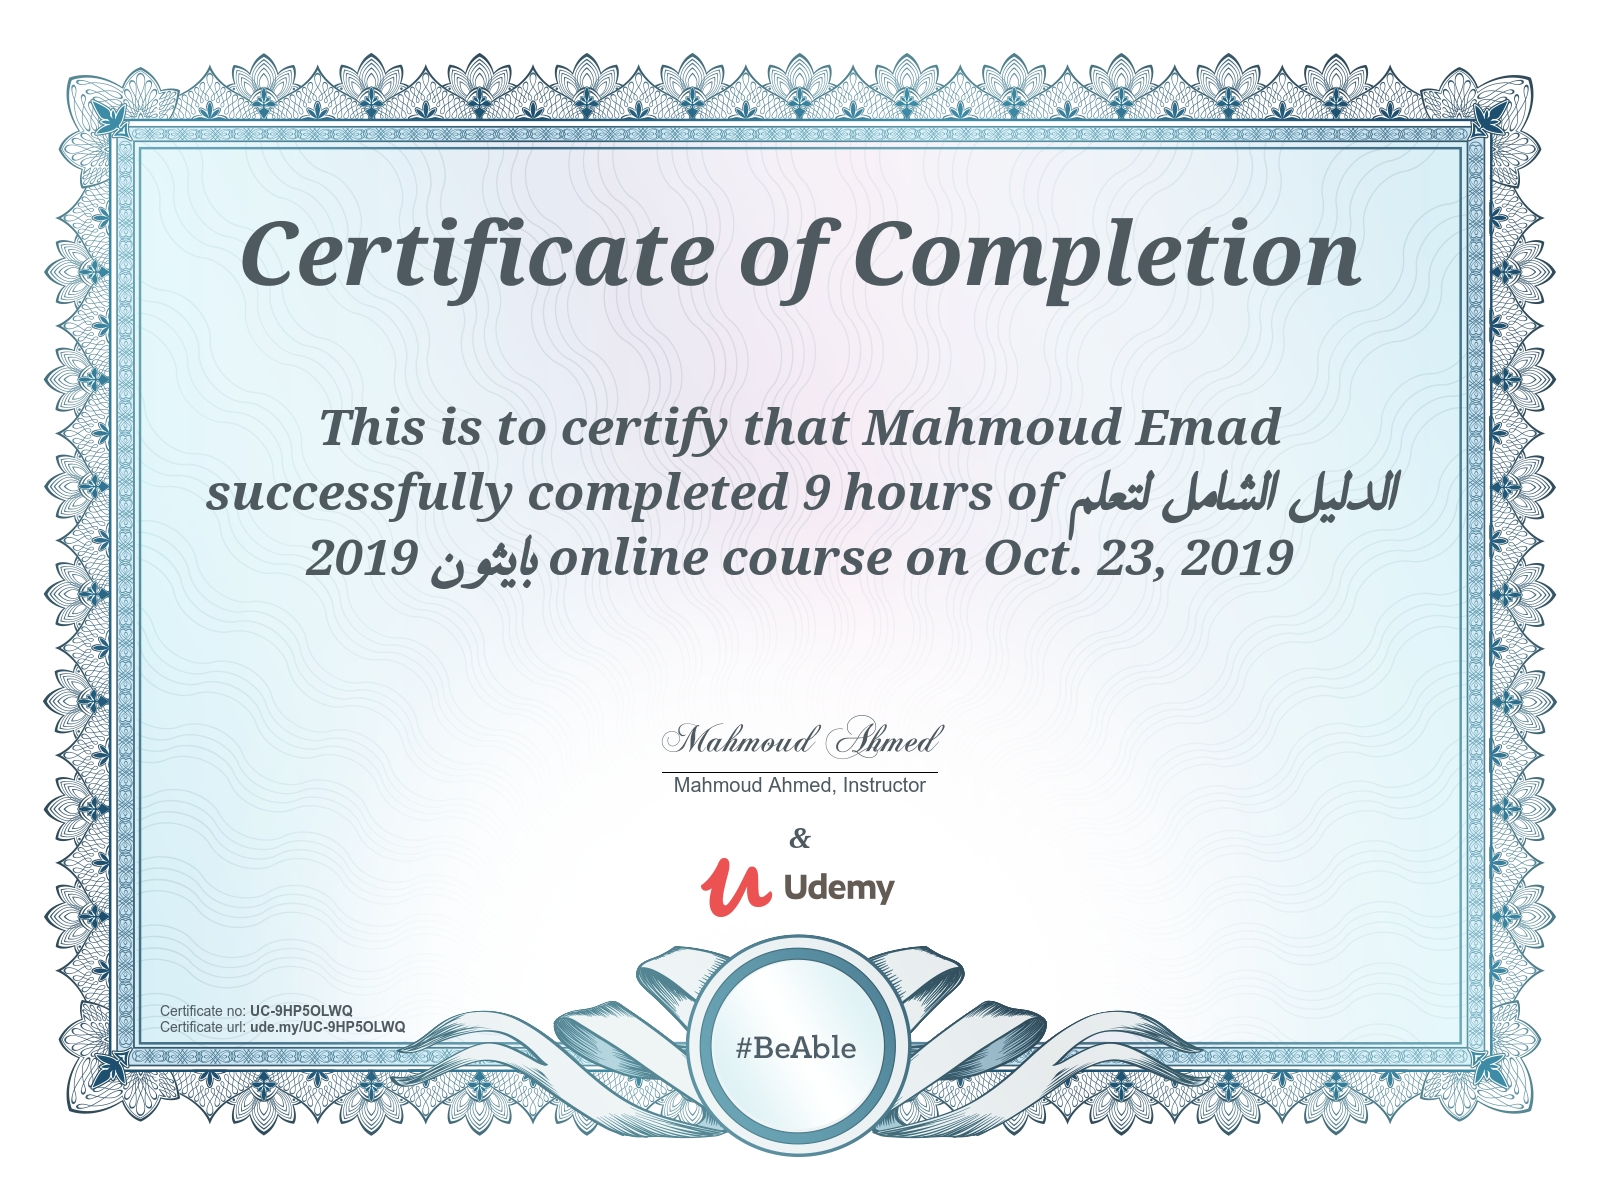 Certificate of Completion
This is to certify that Mahmoud Emad
successfully completed 9 hours of الدليل الشامل لتعلم
2019 بايثون online course on Oct. 23, 2019
Mahmoud Ahmed
Mahmoud Ahmed, Instructor
&
Udemy
#BeAble
Certificate no: UC-9HP5OLWQ
Certificate url: ude.my/UC-9HP5OLWQ